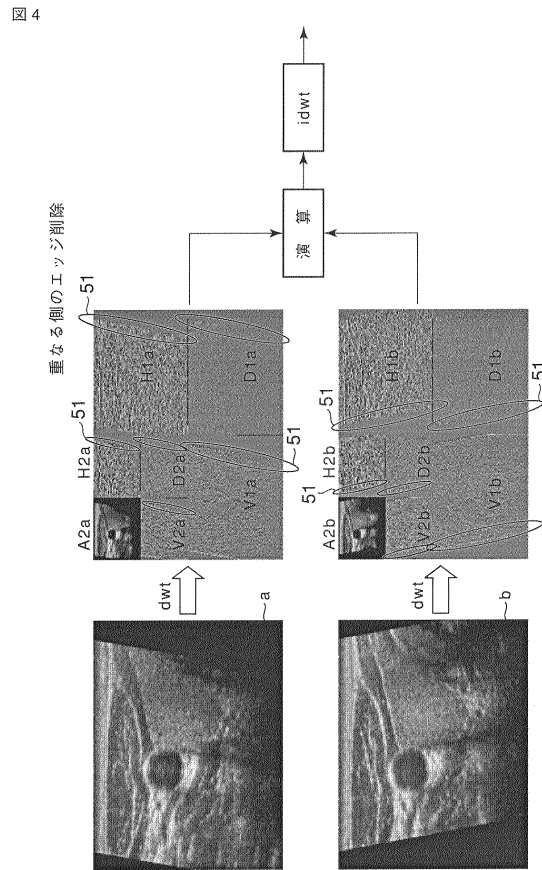 図4
重なる側のエッジ削除
A2a
H2a
51
51
H1a
V2a
D2a
51
V1a
D1a
dwt
a
演算
idwt
A2b
H2b
51
H1b
V2b
D2b
51
V1b
D1b
51
dwt
b